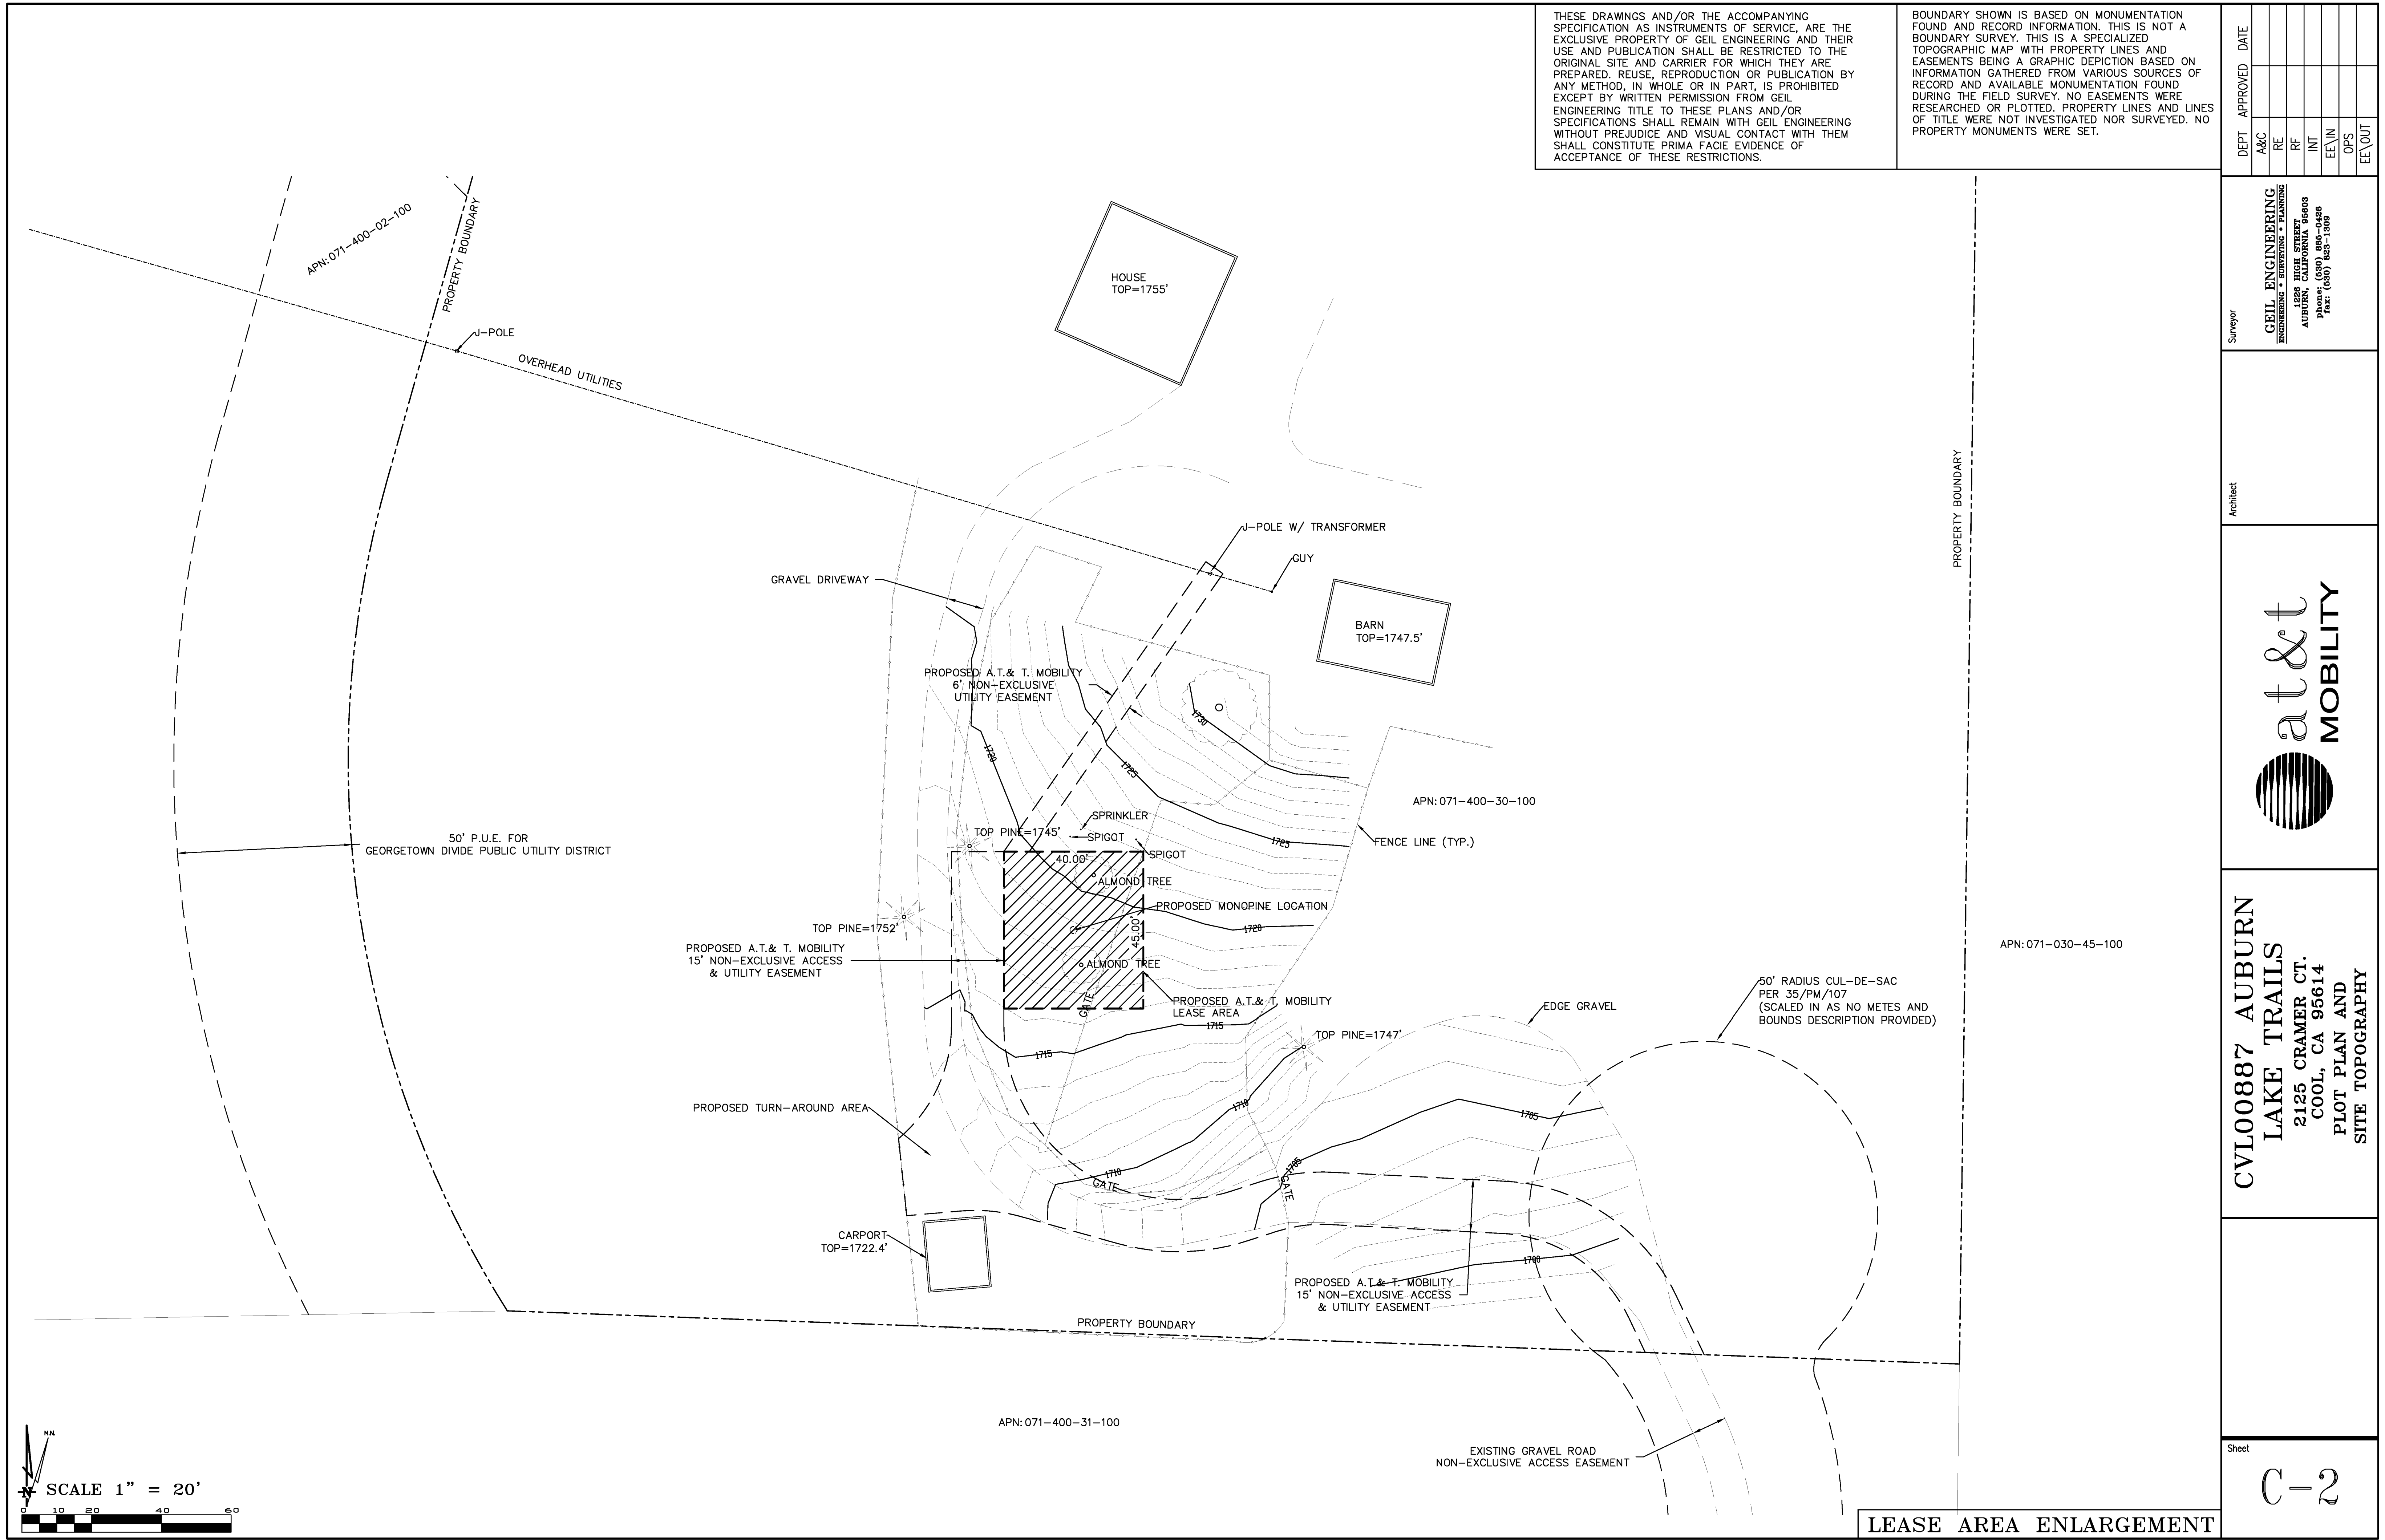 THESE DRAWINGS AND/OR THE ACCOMPANYING
SPECIFICATION AS INSTRUMENTS OF SERVICE, ARE THE
EXCLUSIVE PROPERTY OF GEIL ENGINEERING AND THEIR
USE AND PUBLICATION SHALL BE RESTRICTED TO THE
ORIGINAL SITE AND CARRIER FOR WHICH THEY ARE
PREPARED. REUSE, REPRODUCTION OR PUBLICATION BY
ANY METHOD, IN WHOLE OR IN PART, IS PROHIBITED
EXCEPT BY WRITTEN PERMISSION FROM GEIL
ENGINEERING TITLE TO THESE PLANS AND/OR
SPECIFICATIONS SHALL REMAIN WITH GEIL ENGINEERING
WITHOUT PREJUDICE AND VISUAL CONTACT WITH THEM
SHALL CONSTITUTE PRIMA FACIE EVIDENCE OF
ACCEPTANCE OF THESE RESTRICTIONS.
BOUNDARY SHOWN IS BASED ON MONUMENTATION
FOUND AND RECORD INFORMATION. THIS IS NOT A
BOUNDARY SURVEY. THIS IS A SPECIALIZED
TOPOGRAPHIC MAP WITH PROPERTY LINES AND
EASEMENTS BEING A GRAPHIC DEPICTION BASED ON
INFORMATION GATHERED FROM VARIOUS SOURCES OF
RECORD AND AVAILABLE MONUMENTATION FOUND
DURING THE FIELD SURVEY. NO EASEMENTS WERE
RESEARCHED OR PLOTTED. PROPERTY LINES AND LINES
OF TITLE WERE NOT INVESTIGATED NOR SURVEYED. NO
PROPERTY MONUMENTS WERE SET.
DEPT APPROVED DATE
A&C
RE
RF
INT
EE\IN
OPS
EE\OUT
Surveyor
GEIL ENGINEERING
ENGINEERING * SURVEYING * PLANNING
1226 HIGH STREET
AUBURN, CALIFORNIA 95603
phone: (530) 885-0426
fax: (530) 823-1309
Architect
at&t
MOBILITY
CVL00887 AUBURN
LAKE TRAILS
2125 CRAMER CT.
COOL, CA 95614
PLOT PLAN AND
SITE TOPOGRAPHY
Sheet
C-2
APN: 071-400-02-100
PROPERTY BOUNDARY
J-POLE
OVERHEAD UTILITIES
HOUSE
TOP=1755'
PROPERTY BOUNDARY
J-POLE W/ TRANSFORMER
GUY
GRAVEL DRIVEWAY
BARN
TOP=1747.5'
PROPOSED A.T.& T. MOBILITY
6' NON-EXCLUSIVE
UTILITY EASEMENT
1730
1720
1725
APN: 071-400-30-100
SPRINKLER
TOP PINE=1745'
SPIGOT
1725
FENCE LINE (TYP.)
50' P.U.E. FOR
GEORGETOWN DIVIDE PUBLIC UTILITY DISTRICT
SPIGOT
40.00'
ALMOND TREE
PROPOSED MONOPINE LOCATION
TOP PINE=1752'
1720
45.00'
APN: 071-030-45-100
PROPOSED A.T.& T. MOBILITY
15' NON-EXCLUSIVE ACCESS
& UTILITY EASEMENT
ALMOND TREE
GATE
PROPOSED A.T.& T. MOBILITY
LEASE AREA
EDGE GRAVEL
50' RADIUS CUL-DE-SAC
PER 35/PM/107
(SCALED IN AS NO METES AND
BOUNDS DESCRIPTION PROVIDED)
1715
TOP PINE=1747'
1715
PROPOSED TURN-AROUND AREA
1710
1705
1710
1705
GATE
GATE
CARPORT
TOP=1722.4'
1700
PROPOSED A.T.& T. MOBILITY
15' NON-EXCLUSIVE ACCESS
& UTILITY EASEMENT
PROPERTY BOUNDARY
APN: 071-400-31-100
EXISTING GRAVEL ROAD
NON-EXCLUSIVE ACCESS EASEMENT
M.N.
N
SCALE 1" = 20'
0 10 20 40 60
LEASE AREA ENLARGEMENT